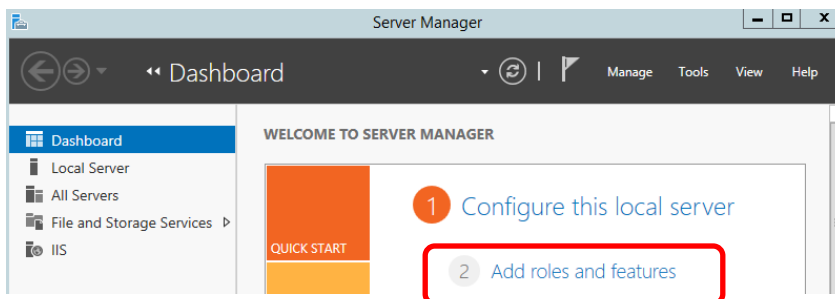 Server Manager
Dashboard
Manage Tools View Help
Dashboard
Local Server
All Servers
File and Storage Services
IIS
WELCOME TO SERVER MANAGER
QUICK START
1 Configure this local server
2 Add roles and features